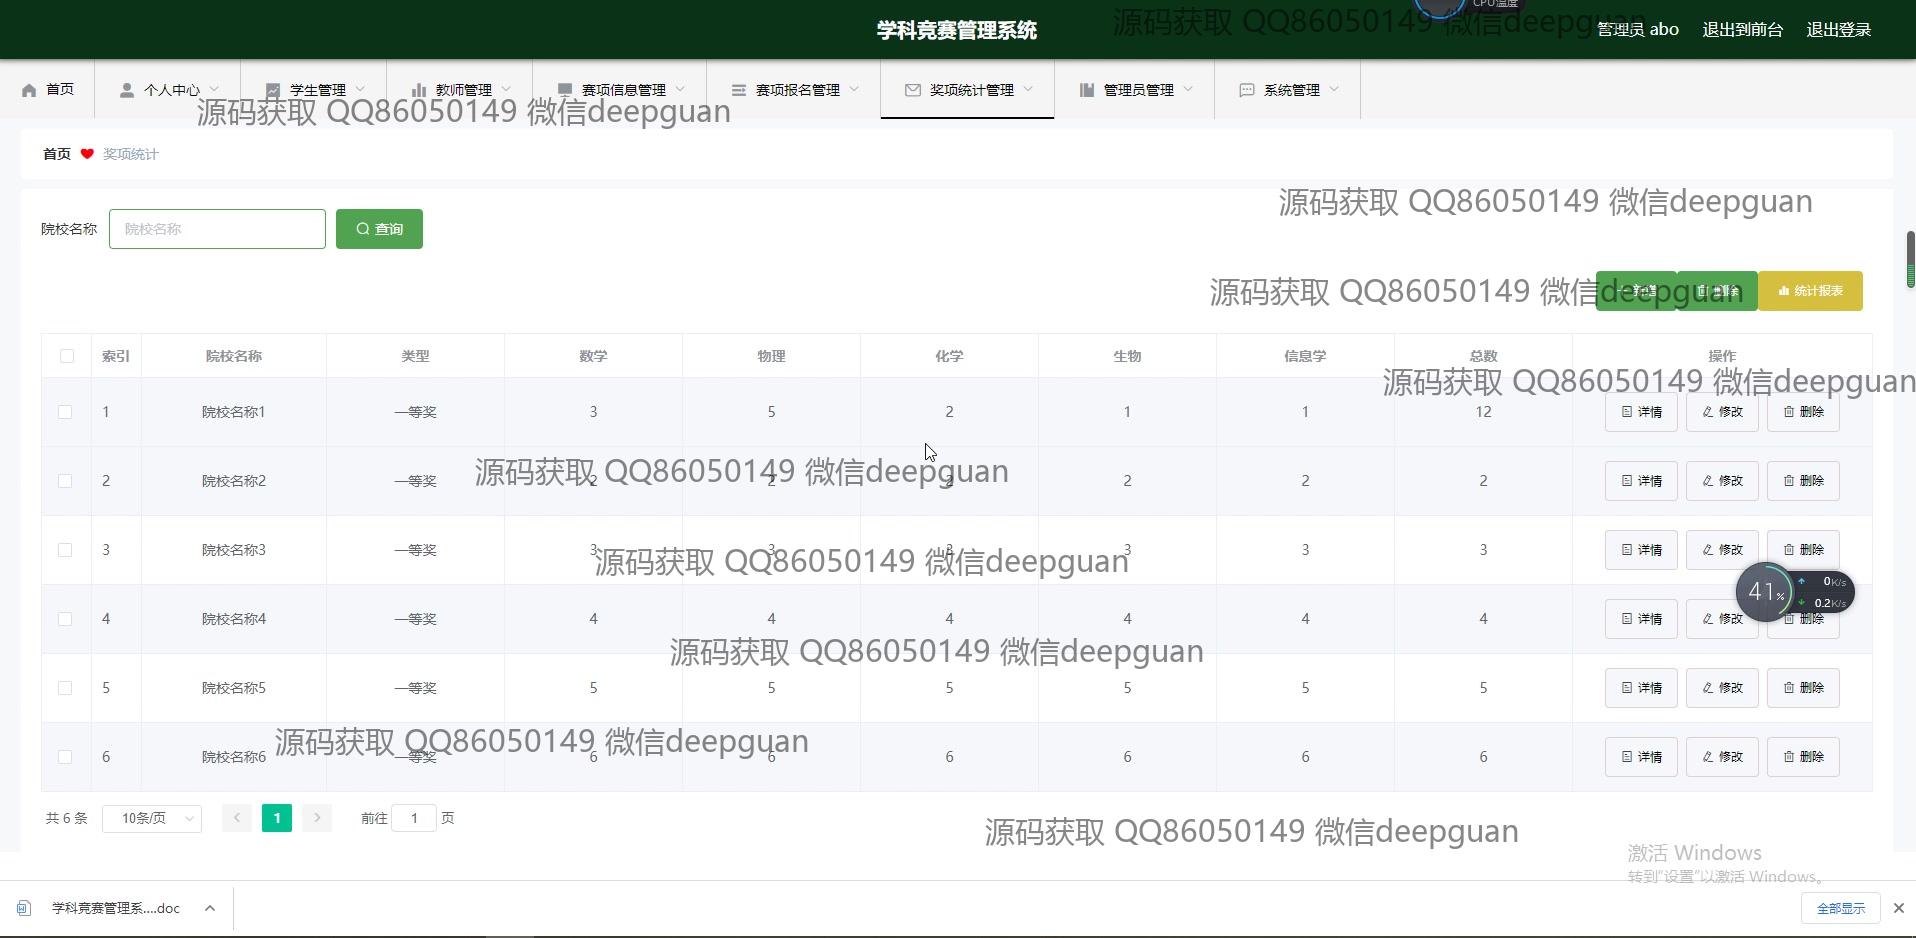 学科竞赛管理系统
CPU温度
源码获取 QQ86050149 微信deepguan
管理员 abo 退出到前台 退出登录
首页 个人中心 学生管理 教师管理 赛项信息管理 赛项报名管理 奖项统计管理 管理员管理 系统管理
源码获取 QQ86050149 微信deepguan
首页 奖项统计
源码获取 QQ86050149 微信deepguan
院校名称 院校名称 查询
源码获取 QQ86050149 微信deepguan
新增 删除 统计报表
索引 院校名称 类型 数学 物理 化学 生物 信息学 总数 操作
源码获取 QQ86050149 微信deepguan
1 院校名称1 一等奖 3 5 2 1 1 12 详情 修改 删除
源码获取 QQ86050149 微信deepguan
2 院校名称2 一等奖 2 2 2 2 2 2 详情 修改 删除
3 院校名称3 一等奖 3 3 3 3 3 3 详情 修改 删除
源码获取 QQ86050149 微信deepguan
41% 0K/s
0.2K/s
4 院校名称4 一等奖 4 4 4 4 4 4 详情 修改 删除
源码获取 QQ86050149 微信deepguan
5 院校名称5 一等奖 5 5 5 5 5 5 详情 修改 删除
源码获取 QQ86050149 微信deepguan
6 院校名称6 一等奖 6 6 6 6 6 6 详情 修改 删除
共 6 条 10条/页 1 前往 1 页
源码获取 QQ86050149 微信deepguan
激活 Windows
转到"设置"以激活 Windows。
学科竞赛管理系....doc
全部显示